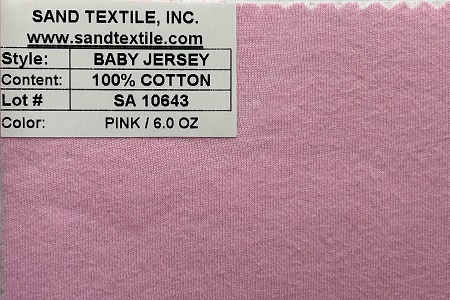 SAND TEXTILE, INC.
www.sandtextile.com
Style: BABY JERSEY
Content: 100% COTTON
Lot # SA 10643
Color: PINK / 6.0 OZ